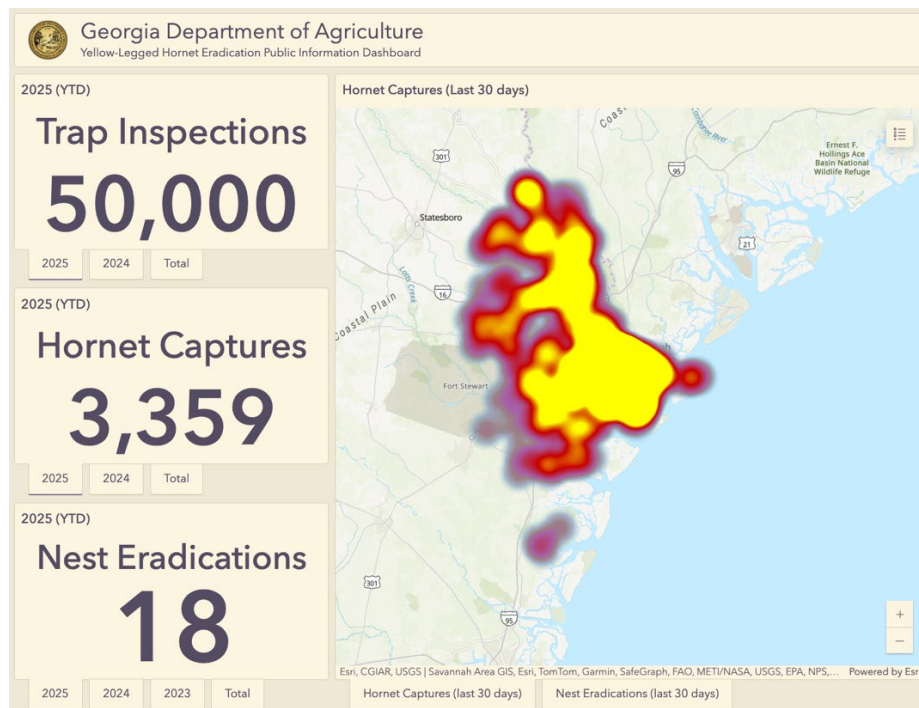 Georgia Department of Agriculture
Yellow-Legged Hornet Eradication Public Information Dashboard
2025 (YTD)
Trap Inspections
50,000
2025 2024 Total
2025 (YTD)
Hornet Captures
3,359
2025 2024 Total
2025 (YTD)
Nest Eradications
18
2025 2024 2023 Total
Hornet Captures (Last 30 days)
301
95
Ernest F.
Hollings Ace
Basin National
Wildlife Refuge
Statesboro
21
16
Coastal Plain
Fort Stewart
301
95
+
−
Esri, CGIAR, USGS | Savannah Area GIS, Esri, TomTom, Garmin, SafeGraph, FAO, METI/NASA, USGS, EPA, NPS,... Powered by Esr
Hornet Captures (last 30 days) Nest Eradications (last 30 days)